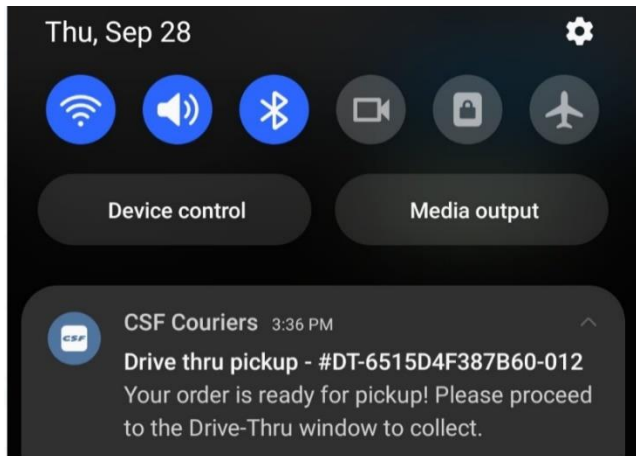 Thu, Sep 28
Device control
Media output
CSF
CSF Couriers 3:36 PM
Drive thru pickup - #DT-6515D4F387B60-012
Your order is ready for pickup! Please proceed
to the Drive-Thru window to collect.